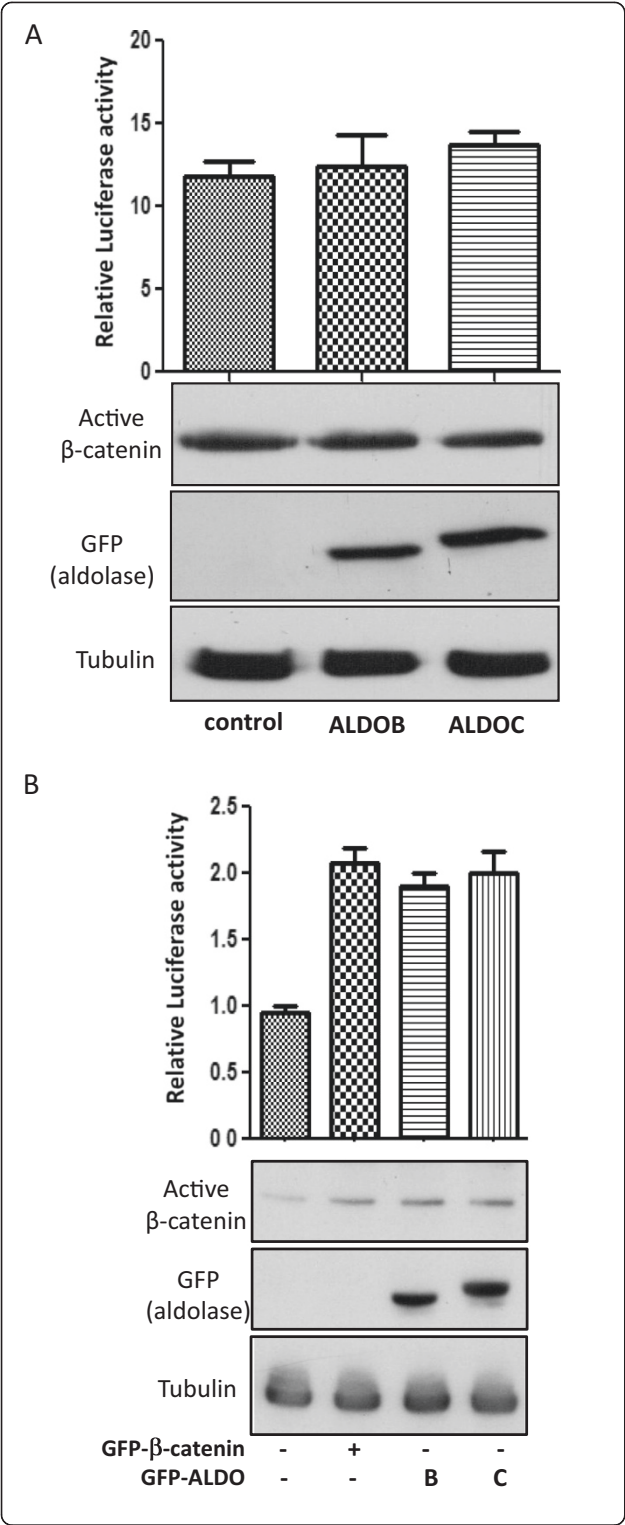 A
Relative Luciferase activity
20
15
10
5
0
Active
β-catenin
GFP
(aldolase)
Tubulin
control ALDOB ALDOC
B
Relative Luciferase activity
2.5
2.0
1.5
1.0
0.5
0 0
Active
β-catenin
GFP
(aldolase)
Tubulin
GFP-β-catenin - + - -
GFP-ALDO - - B C